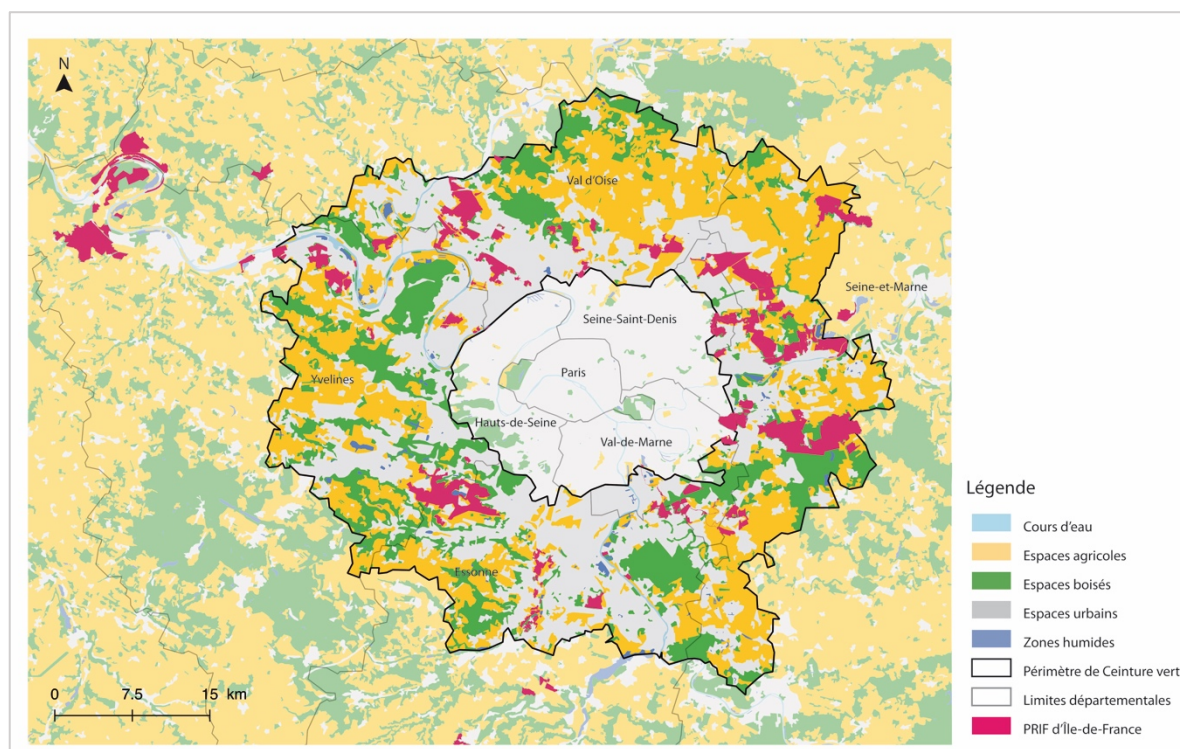 N
Val d'Oise
Seine-et-Marne
Seine-Saint-Denis
Paris
Yvelines
Hauts-de-Seine
Val-de-Marne
Essonne
0 7.5 15 km
Légende
Cours d'eau
Espaces agricoles
Espaces boisés
Espaces urbains
Zones humides
Périmètre de Ceinture vert
Limites départementales
PRIF d'Île-de-France